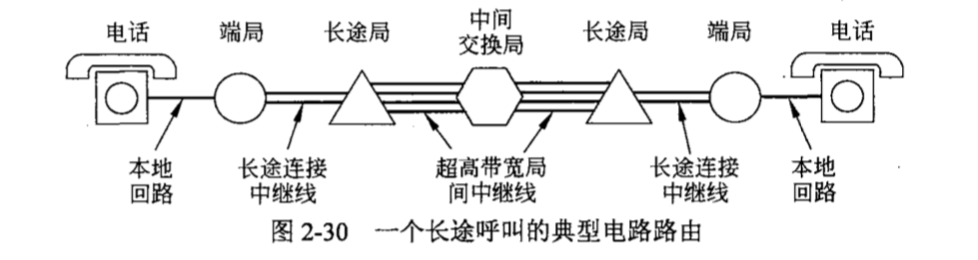 电话
端局
长途局
中间
交换局
长途局
端局
电话
本地
回路
长途连接
中继线
超高带宽局
间中继线
长途连接
中继线
本地
回路
图 2-30 一个长途呼叫的典型电路路由